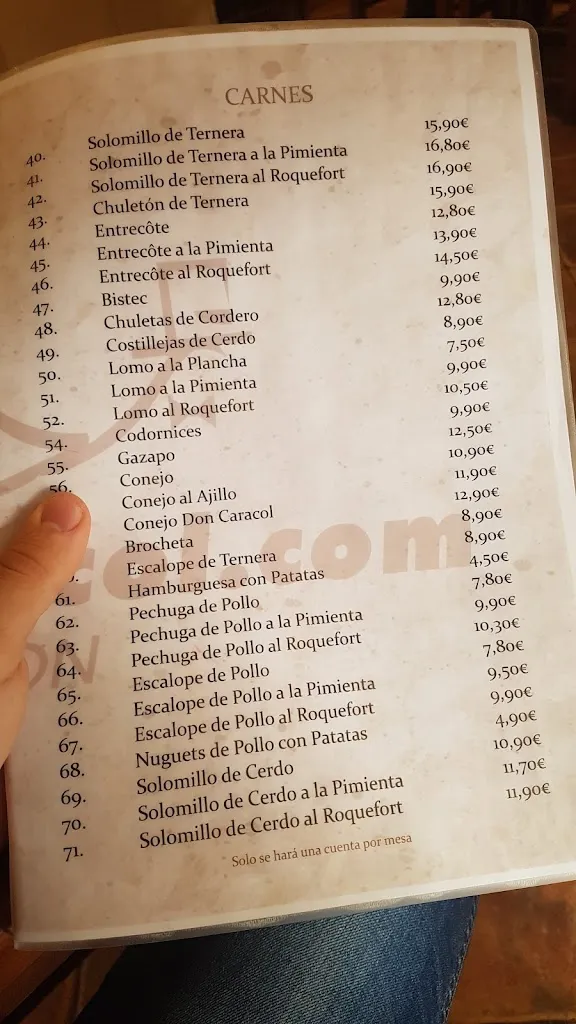 CARNES
40. Solomillo de Ternera 15,90€
41. Solomillo de Ternera a la Pimienta 16,80€
42. Solomillo de Ternera al Roquefort 16,90€
43. Chuletón de Ternera 15,90€
44. Entrecôte 12,80€
45. Entrecôte a la Pimienta 13,90€
46. Entrecôte al Roquefort 14,50€
47. Bistec 9,90€
48. Chuletas de Cordero 12,80€
49. Costillejas de Cerdo 8,90€
50. Lomo a la Plancha 7,50€
51. Lomo a la Pimienta 9,90€
52. Lomo al Roquefort 10,50€
54. Codornices 9,90€
55. Gazapo 12,50€
56. Conejo 10,90€
Conejo al Ajillo 11,90€
Conejo Don Caracol 12,90€
Brocheta 8,90€
Escalope de Ternera 8,90€
61. Hamburguesa con Patatas 4,50€
62. Pechuga de Pollo 7,80€
63. Pechuga de Pollo a la Pimienta 9,90€
64. Pechuga de Pollo al Roquefort 10,30€
65. Escalope de Pollo 7,80€
66. Escalope de Pollo a la Pimienta 9,50€
67. Escalope de Pollo al Roquefort 9,90€
68. Nuguets de Pollo con Patatas 4,90€
69. Solomillo de Cerdo 10,90€
70. Solomillo de Cerdo a la Pimienta 11,70€
71. Solomillo de Cerdo al Roquefort 11,90€
Solo se hará una cuenta por mesa